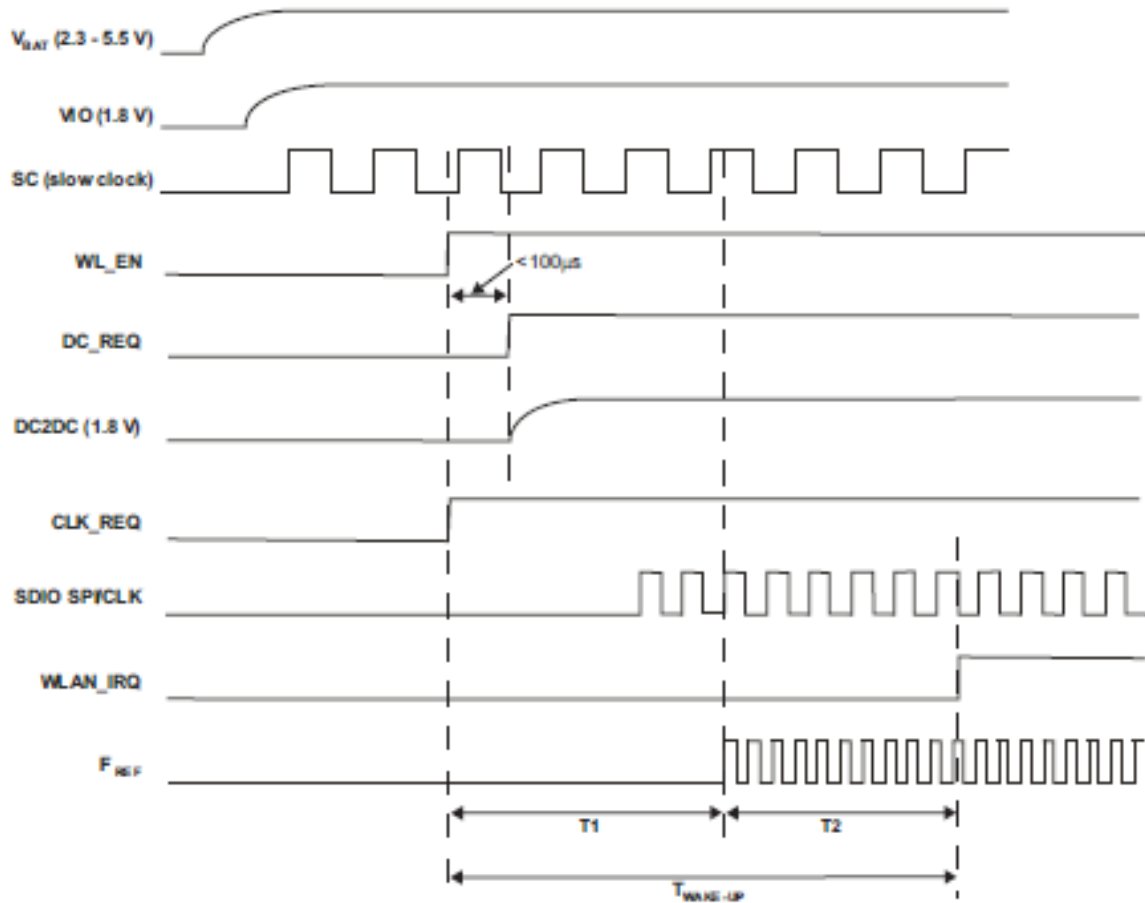 VBAT (2.3 - 5.5 V)
VIO (1.8 V)
SC (slow clock)
WL_EN
<100μs
DC_REQ
DC2DC (1.8 V)
CLK_REQ
SDIO SPI/CLK
WLAN_IRQ
FREF
T1
T2
TWAKE-UP